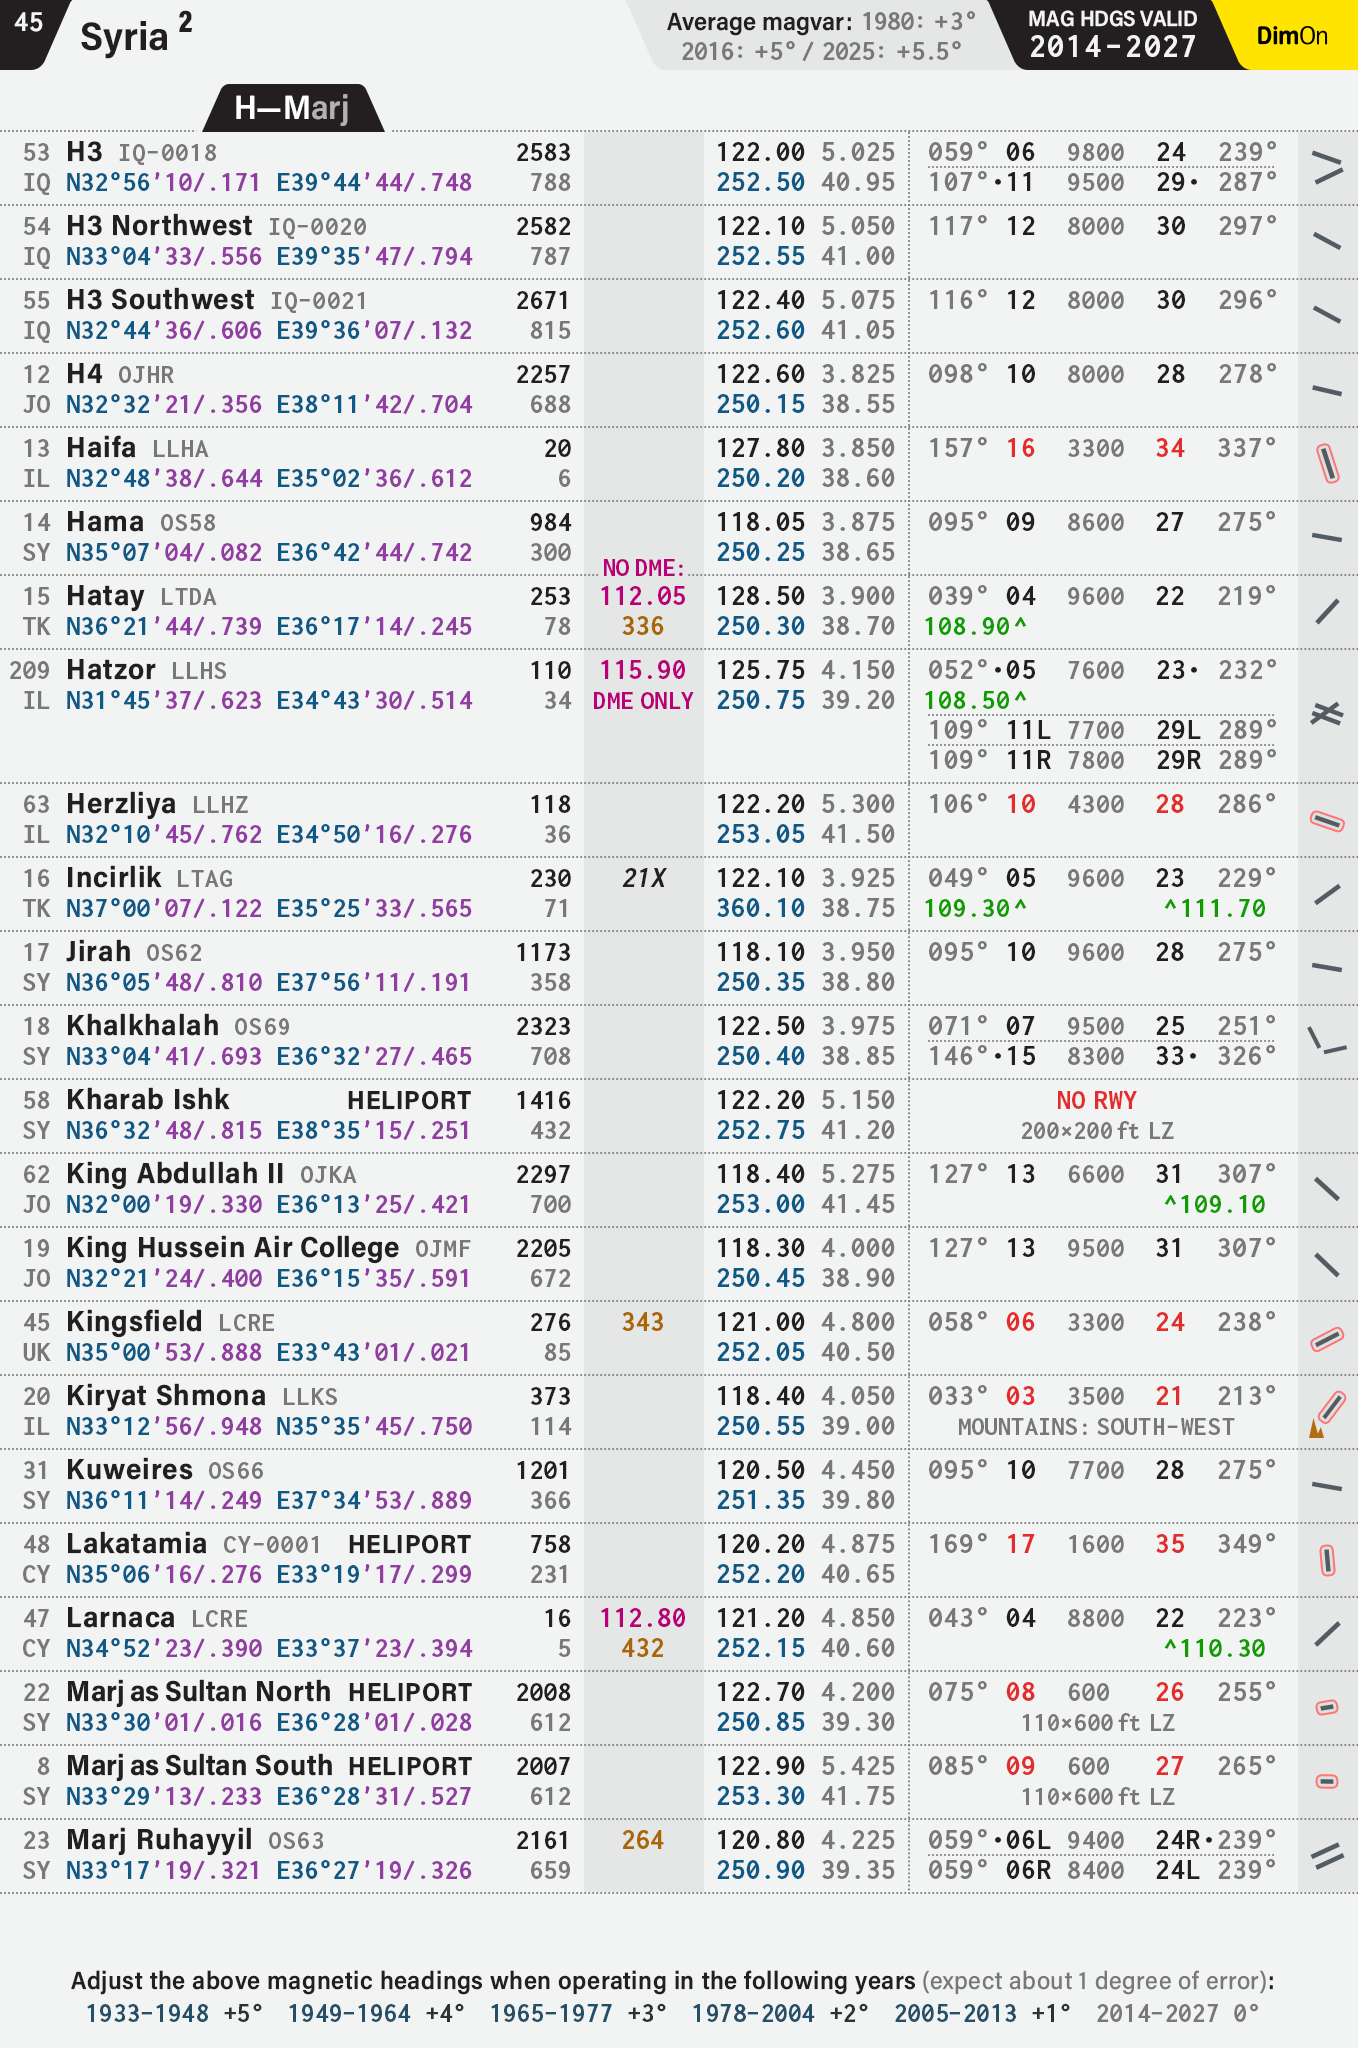 45 Syria 2 Average magvar: 1980: +3° MAG HDGS VALID DimOn
2016: +5° / 2025: +5.5° 2014-2027
H—Marj
53 H3 IQ-0018 2583 122.00 5.025 059° 06 9800 24 239°
IQ N32°56'10/.171 E39°44'44/.748 788 252.50 40.95 107°•11 9500 29• 287°
54 H3 Northwest IQ-0020 2582 122.10 5.050 117° 12 8000 30 297°
IQ N33°04'33/.556 E39°35'47/.794 787 252.55 41.00
55 H3 Southwest IQ-0021 2671 122.40 5.075 116° 12 8000 30 296°
IQ N32°44'36/.606 E39°36'07/.132 815 252.60 41.05
12 H4 OJHR 2257 122.60 3.825 098° 10 8000 28 278°
JO N32°32'21/.356 E38°11'42/.704 688 250.15 38.55
13 Haifa LLHA 20 127.80 3.850 157° 16 3300 34 337°
IL N32°48'38/.644 E35°02'36/.612 6 250.20 38.60
14 Hama OS58 984 118.05 3.875 095° 09 8600 27 275°
SY N35°07'04/.082 E36°42'44/.742 300 250.25 38.65
NO DME:
15 Hatay LTDA 253 112.05 128.50 3.900 039° 04 9600 22 219°
TK N36°21'44/.739 E36°17'14/.245 78 336 250.30 38.70 108.90^
209 Hatzor LLHS 110 115.90 125.75 4.150 052°•05 7600 23• 232°
IL N31°45'37/.623 E34°43'30/.514 34 DME ONLY 250.75 39.20 108.50^
109° 11L 7700 29L 289°
109° 11R 7800 29R 289°
63 Herzliya LLHZ 118 122.20 5.300 106° 10 4300 28 286°
IL N32°10'45/.762 E34°50'16/.276 36 253.05 41.50
16 Incirlik LTAG 230 21X 122.10 3.925 049° 05 9600 23 229°
TK N37°00'07/.122 E35°25'33/.565 71 360.10 38.75 109.30^ ^111.70
17 Jirah OS62 1173 118.10 3.950 095° 10 9600 28 275°
SY N36°05'48/.810 E37°56'11/.191 358 250.35 38.80
18 Khalkhalah OS69 2323 122.50 3.975 071° 07 9500 25 251°
SY N33°04'41/.693 E36°32'27/.465 708 250.40 38.85 146°•15 8300 33• 326°
58 Kharab Ishk HELIPORT 1416 122.20 5.150 NO RWY
SY N36°32'48/.815 E38°35'15/.251 432 252.75 41.20 200×200 ft LZ
62 King Abdullah II OJKA 2297 118.40 5.275 127° 13 6600 31 307°
JO N32°00'19/.330 E36°13'25/.421 700 253.00 41.45 ^109.10
19 King Hussein Air College OJMF 2205 118.30 4.000 127° 13 9500 31 307°
JO N32°21'24/.400 E36°15'35/.591 672 250.45 38.90
45 Kingsfield LCRE 276 343 121.00 4.800 058° 06 3300 24 238°
UK N35°00'53/.888 E33°43'01/.021 85 252.05 40.50
20 Kiryat Shmona LLKS 373 118.40 4.050 033° 03 3500 21 213°
IL N33°12'56/.948 N35°35'45/.750 114 250.55 39.00 MOUNTAINS: SOUTH-WEST
31 Kuweires OS66 1201 120.50 4.450 095° 10 7700 28 275°
SY N36°11'14/.249 E37°34'53/.889 366 251.35 39.80
48 Lakatamia CY-0001 HELIPORT 758 120.20 4.875 169° 17 1600 35 349°
CY N35°06'16/.276 E33°19'17/.299 231 252.20 40.65
47 Larnaca LCRE 16 112.80 121.20 4.850 043° 04 8800 22 223°
CY N34°52'23/.390 E33°37'23/.394 5 432 252.15 40.60 ^110.30
22 Marj as Sultan North HELIPORT 2008 122.70 4.200 075° 08 600 26 255°
SY N33°30'01/.016 E36°28'01/.028 612 250.85 39.30 110×600 ft LZ
8 Marj as Sultan South HELIPORT 2007 122.90 5.425 085° 09 600 27 265°
SY N33°29'13/.233 E36°28'31/.527 612 253.30 41.75 110×600 ft LZ
23 Marj Ruhayyil OS63 2161 264 120.80 4.225 059°•06L 9400 24R•239°
SY N33°17'19/.321 E36°27'19/.326 659 250.90 39.35 059° 06R 8400 24L 239°
Adjust the above magnetic headings when operating in the following years (expect about 1 degree of error):
1933-1948 +5° 1949-1964 +4° 1965-1977 +3° 1978-2004 +2° 2005-2013 +1° 2014-2027 0°